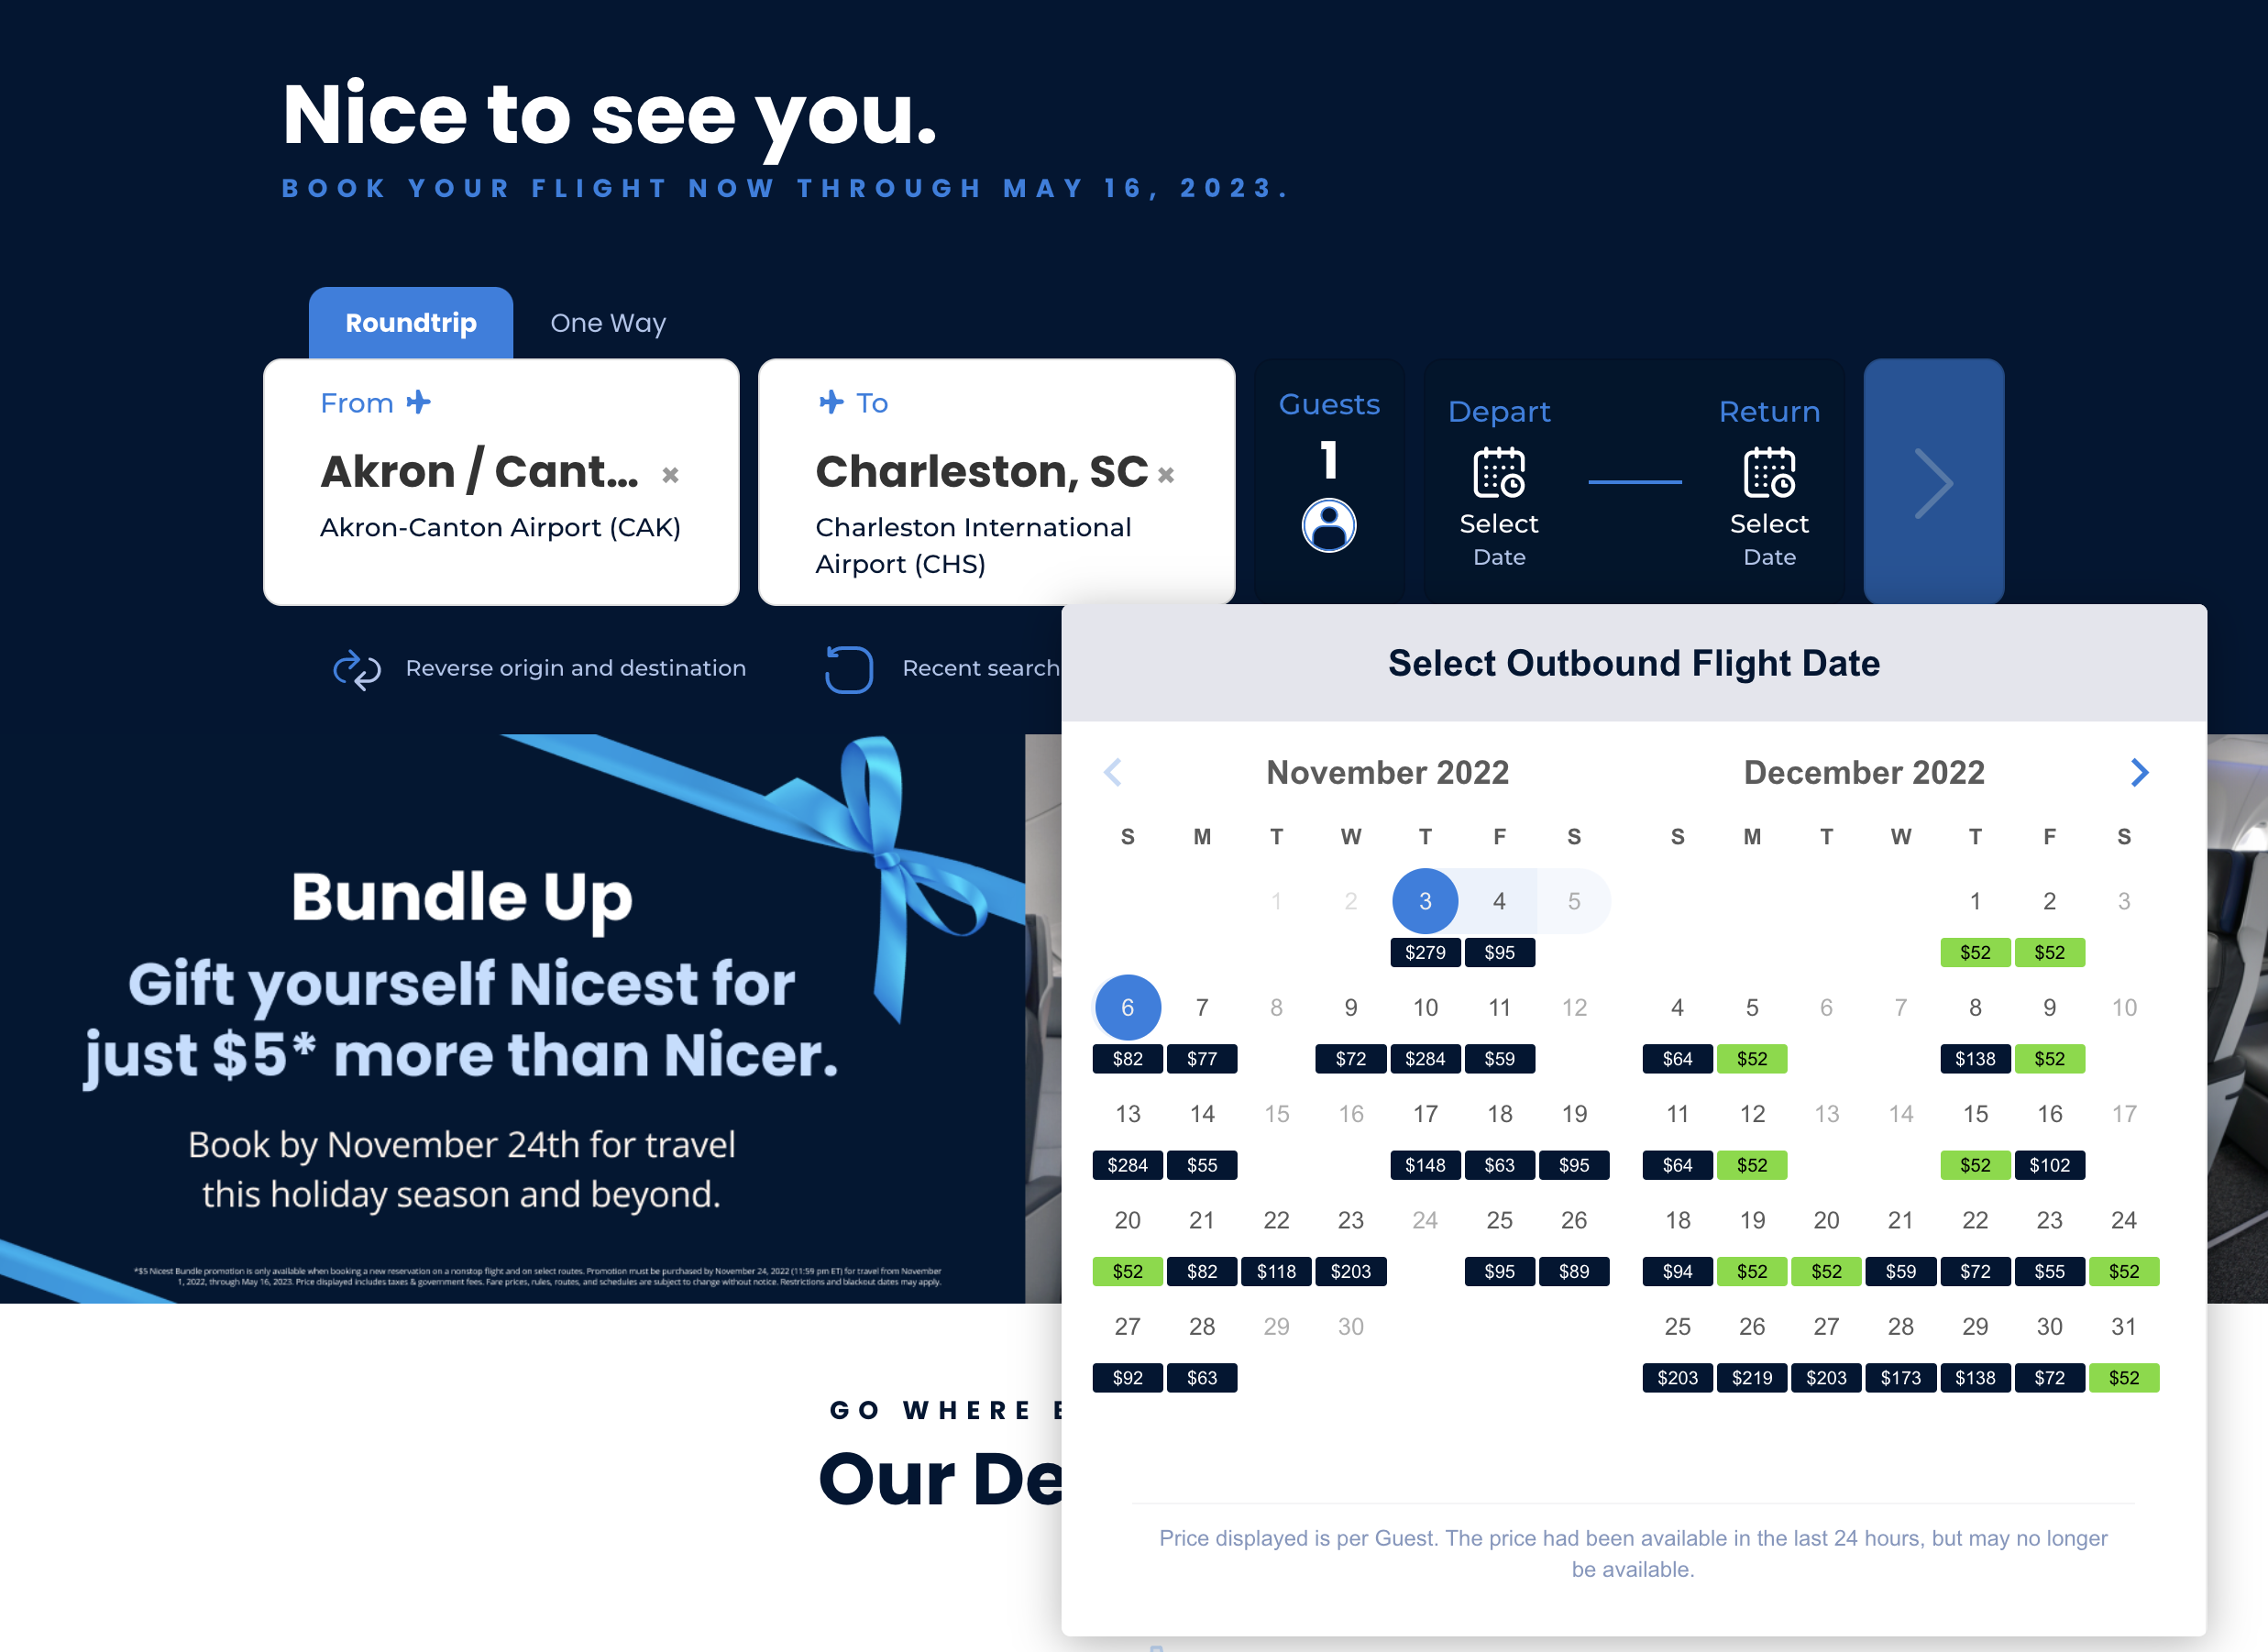 Nice to see you.
BOOK YOUR FLIGHT NOW THROUGH MAY 16, 2023.
Roundtrip
One Way
From
Akron / Cant...
Akron-Canton Airport (CAK)
To
Charleston, SC
Charleston International
Airport (CHS)
Guests
1
Depart
Select
Date
Return
Select
Date
Reverse origin and destination
Recent search
Bundle Up
Gift yourself Nicest for
just $5* more than Nicer.
Book by November 24th for travel
this holiday season and beyond.
*$5 Nicest Bundle promotion is only available when booking a new reservation on a nonstop flight and on select routes. Promotion must be purchased by November 24, 2022 (11:59 pm ET) for travel from November
1, 2022, through May 16, 2023. Price displayed includes taxes & government fees. Fare prices, rules, routes, and schedules are subject to change without notice. Restrictions and blackout dates may apply.
GO WHERE
Our De
Select Outbound Flight Date
November 2022
S M T W T F S
1 2 3 4 5
$279 $95
6 7 8 9 10 11 12
$82 $77 $72 $284 $59
13 14 15 16 17 18 19
$284 $55 $148 $63 $95
20 21 22 23 24 25 26
$52 $82 $118 $203 $95 $89
27 28 29 30
$92 $63
December 2022
S M T W T F S
1 2 3
$52 $52
4 5 6 7 8 9 10
$64 $52 $138 $52
11 12 13 14 15 16 17
$64 $52 $52 $102
18 19 20 21 22 23 24
$94 $52 $52 $59 $72 $55 $52
25 26 27 28 29 30 31
$203 $219 $203 $173 $138 $72 $52
Price displayed is per Guest. The price had been available in the last 24 hours, but may no longer
be available.